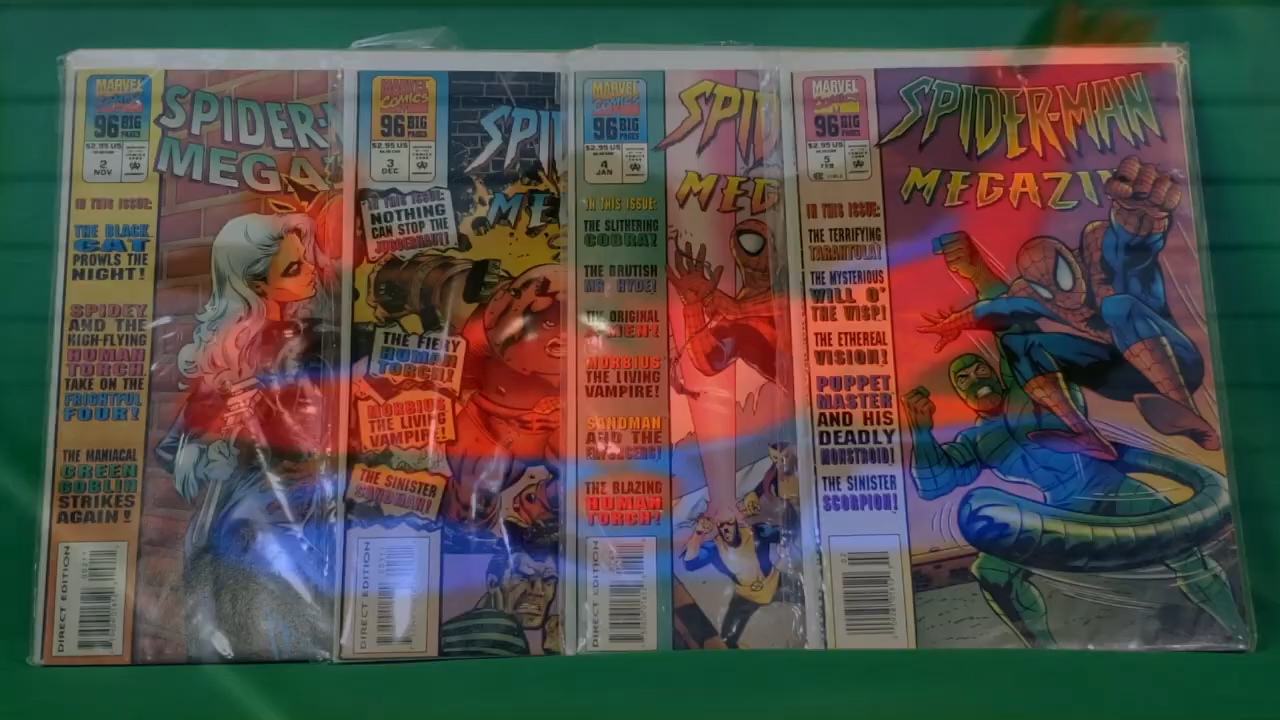 MARVEL
COMICS
96 BIG
PAGES
$2.95 US
2
NOV
SPIDER-
MEGA
IN THIS ISSUE:
THE BLACK
CAT
PROWLS THE
NIGHT!
SPIDEY
AND THE
HIGH-FLYING
HUMAN
TORCH
TAKE ON THE
FRIGHTFUL
FOUR!
THE MANIACAL
GREEN
GOBLIN
STRIKES
AGAIN!
DIRECT EDITION
MARVEL
COMICS
96 BIG
PAGES
$2.95 US
3
DEC
SPI
ME
IN THIS ISSUE:
NOTHING
CAN STOP THE
JUGGERNAUT!
THE FIERY
HUMAN
TORCH!
MORBIUS
THE LIVING
VAMPIRE!
THE SINISTER
SANDMAN!
DIRECT EDITION
MARVEL
COMICS
96 BIG
PAGES
$2.95 US
4
JAN
SPI
MEG
IN THIS ISSUE:
THE SLITHERING
COBRA!
THE BRUTISH
MR. HYDE!
THE ORIGINAL
X-MEN!
MORBIUS
THE LIVING
VAMPIRE!
SANDMAN
AND THE
ENFORCERS!
THE BLAZING
HUMAN
TORCH!
DIRECT EDITION
MARVEL
96 BIG
PAGES
$2.95 US
5
FEB
SPIDER-MAN
MEGAZI
IN THIS ISSUE:
THE TERRIFYING
TARANTULA!
THE MYSTERIOUS
WILL O'
THE WISP!
THE ETHEREAL
VISION!
PUPPET
MASTER
AND HIS
DEADLY
MONSTROID!
THE SINISTER
SCORPION!